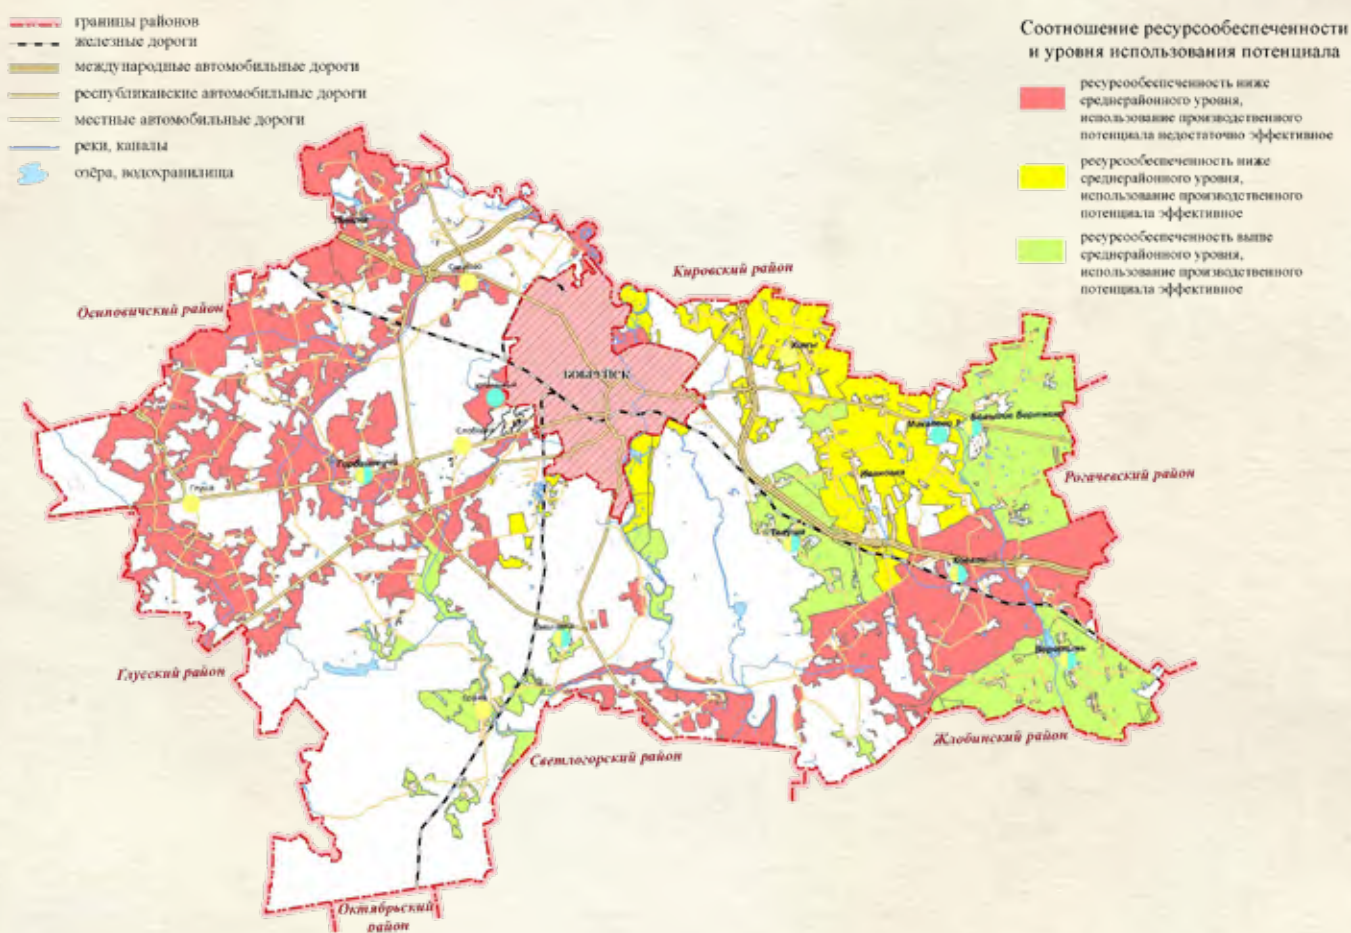 границы районов
железные дороги
международные автомобильные дороги
республиканские автомобильные дороги
местные автомобильные дороги
реки, каналы
озёра, водохранилища
Соотношение ресурсообеспеченности
и уровня использования потенциала
ресурсообеспеченность ниже
среднерайонного уровня,
использование производственного
потенциала недостаточно эффективное
ресурсообеспеченность ниже
среднерайонного уровня,
использование производственного
потенциала эффективное
ресурсообеспеченность выше
среднерайонного уровня,
использование производственного
потенциала эффективное
Кировский район
Осиповичский район
БОБРУЙСК
Рогачевский район
Глуша
Глусский район
Светлогорский район
Жлобинский район
Октябрьский
район